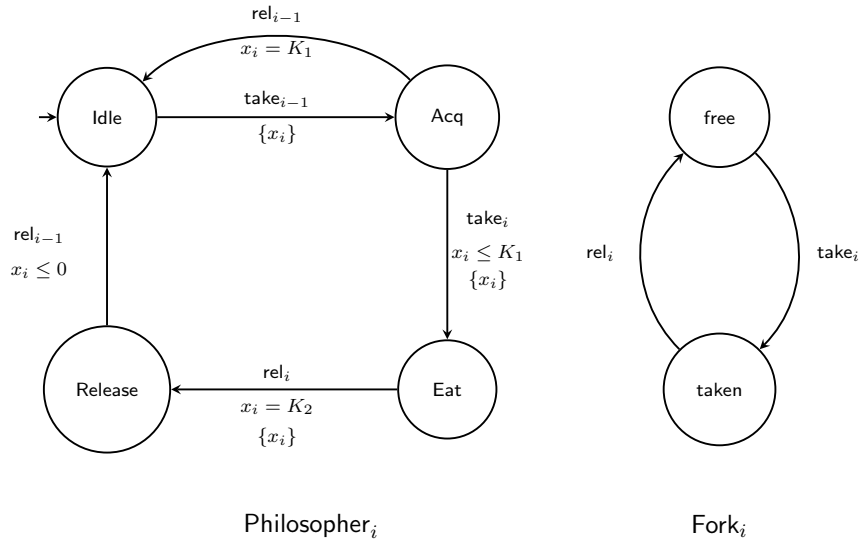 rel_{i−1}
x_i = K_1
Idle
take_{i−1}
{x_i}
Acq
free
rel_{i−1}
x_i ≤ 0
take_i
x_i ≤ K_1
{x_i}
rel_i
take_i
Release
rel_i
x_i = K_2
{x_i}
Eat
taken
Philosopher_i
Fork_i